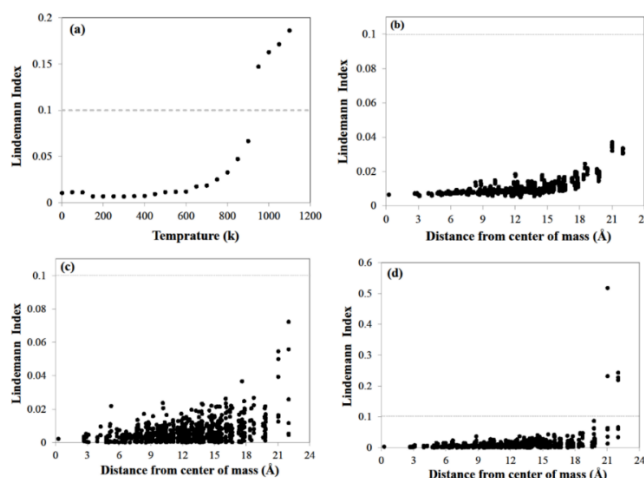 (a)
0.2
0.15
0.1
0.05
0
Lindemann Index
0 200 400 600 800 1000 1200
Temprature (k)
(b)
0.1
0.08
0.06
0.04
0.02
0
Lindemann Index
0 3 6 9 12 15 18 21 24
Distance from center of mass (Å)
(c)
0.1
0.08
0.06
0.04
0.02
0
Lindemann Index
0 3 6 9 12 15 18 21 24
Distance from center of mass (Å)
(d)
0.6
0.5
0.4
0.3
0.2
0.1
0
Lindemann Index
0 3 6 9 12 15 18 21 24
Distance from center of mass (Å)